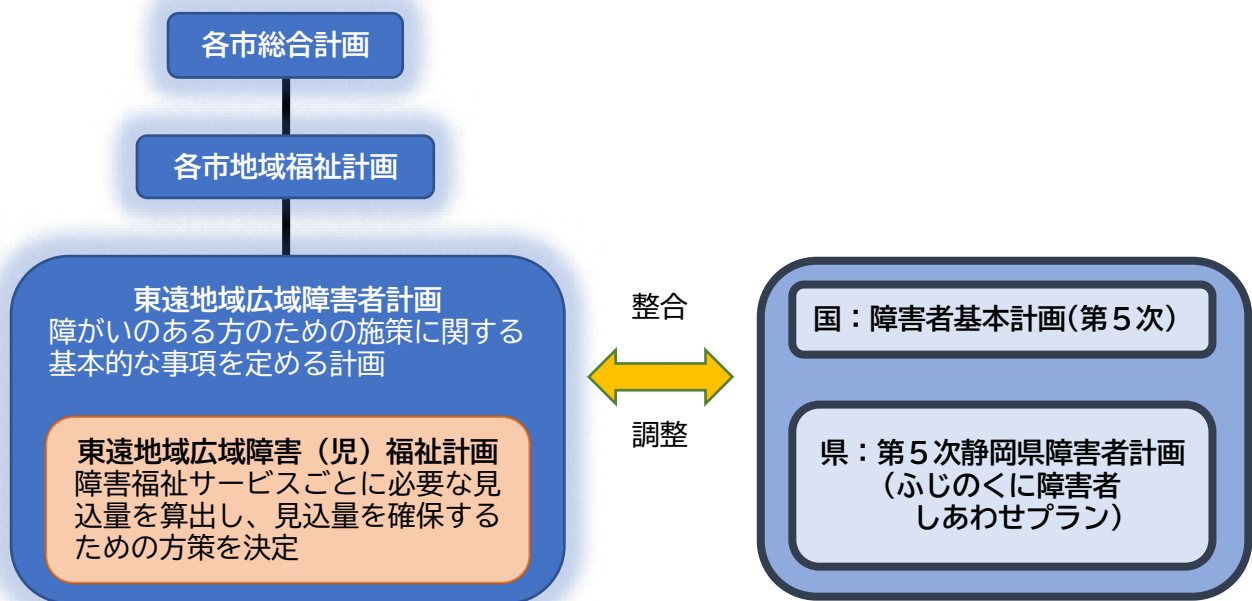 各市総合計画
各市地域福祉計画
東遠地域広域障害者計画
障がいのある方のための施策に関する
基本的な事項を定める計画
東遠地域広域障害（児）福祉計画
障害福祉サービスごとに必要な見
込量を算出し、見込量を確保する
ための方策を決定
整合
調整
国：障害者基本計画(第５次)
県：第５次静岡県障害者計画
(ふじのくに障害者
しあわせプラン)